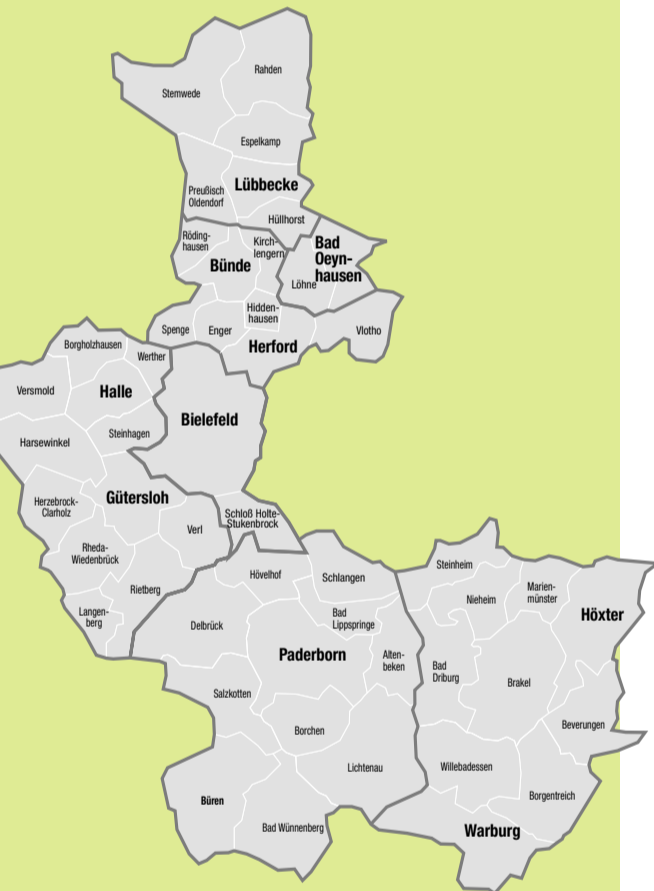 Rahden
Stemwede
Espelkamp
Lübbecke
Preußisch
Oldendorf
Hüllhorst
Röding-
hausen
Kirch-
lengern
Bad
Oeyn-
hausen
Bünde
Löhne
Hidden-
hausen
Spenge
Enger
Vlotho
Herford
Borgholzhausen
Werther
Versmold
Halle
Bielefeld
Steinhagen
Harsewinkel
Gütersloh
Herzebrock-
Clarholz
Schloß Holte-
Stukenbrock
Verl
Rheda-
Wiedenbrück
Rietberg
Langen-
berg
Hövelhof
Schlangen
Steinheim
Nieheim
Marien-
münster
Höxter
Delbrück
Bad
Lippspringe
Paderborn
Alten-
beken
Bad
Driburg
Brakel
Salzkotten
Beverungen
Borchen
Lichtenau
Willebadessen
Büren
Borgentreich
Bad Wünnenberg
Warburg